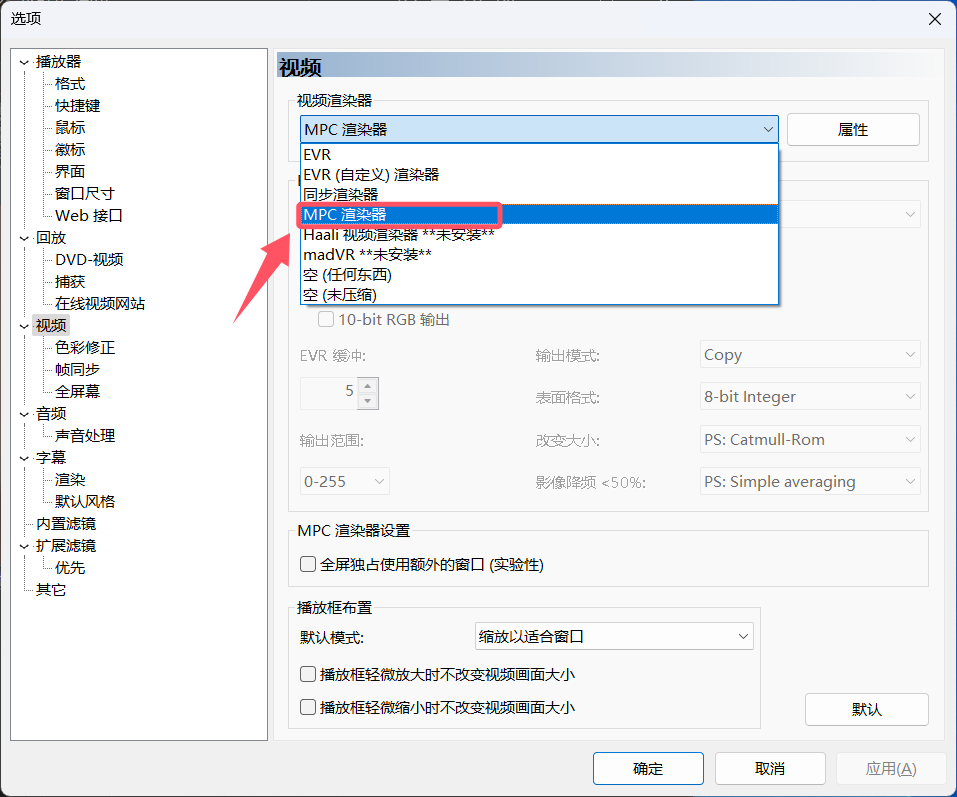 选项
播放器
格式
快捷键
鼠标
徽标
界面
窗口尺寸
Web 接口
回放
DVD-视频
捕获
在线视频网站
视频
色彩修正
帧同步
全屏幕
音频
声音处理
字幕
渲染
默认风格
内置滤镜
扩展滤镜
优先
其它
视频
视频渲染器
MPC 渲染器
属性
EVR
EVR (自定义) 渲染器
同步渲染器
MPC 渲染器
Haali 视频渲染器 **未安装**
madVR **未安装**
空 (任何东西)
空 (未压缩)
10-bit RGB 输出
EVR 缓冲:
输出模式:
Copy
5
表面格式:
8-bit Integer
输出范围:
改变大小:
PS: Catmull-Rom
0-255
影像降频 <50%:
PS: Simple averaging
MPC 渲染器设置
全屏独占使用额外的窗口 (实验性)
播放框布置
默认模式:
缩放以适合窗口
播放框轻微放大时不改变视频画面大小
播放框轻微缩小时不改变视频画面大小
默认
确定
取消
应用(A)